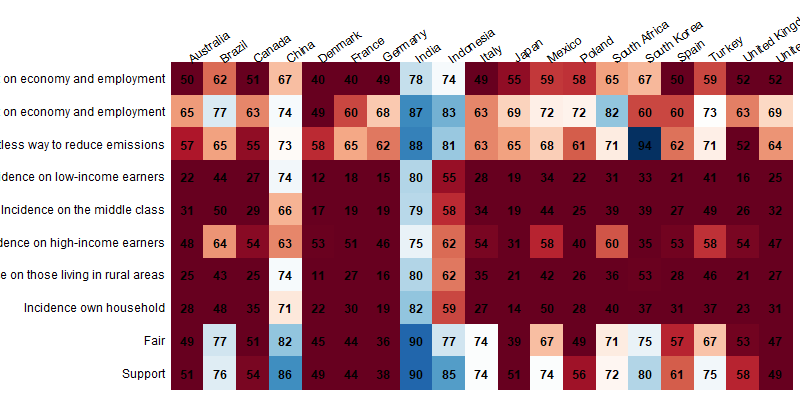 Australia Brazil Canada China Denmark France Germany India Indonesia Italy Japan Mexico Poland South Africa South Korea Spain Turkey United Kingd Unite
on economy and employment 50 62 51 67 40 40 49 78 74 49 55 59 58 65 67 50 59 52 52
on economy and employment 65 77 63 74 49 60 68 87 83 63 69 72 72 82 60 60 73 63 69
tless way to reduce emissions 57 65 55 73 58 65 62 88 81 63 65 68 61 71 94 62 71 52 64
idence on low-income earners 22 44 27 74 12 18 15 80 55 28 19 34 22 31 33 21 41 16 25
Incidence on the middle class 31 50 29 66 17 19 19 79 58 34 19 44 25 39 39 27 49 26 32
dence on high-income earners 48 64 54 63 53 51 46 75 62 54 31 58 40 60 35 53 58 54 47
e on those living in rural areas 25 43 25 74 11 27 16 80 62 35 21 42 26 36 53 28 46 21 27
Incidence own household 28 48 35 71 22 30 19 82 59 27 14 50 28 40 37 31 37 23 31
Fair 49 77 51 82 45 44 36 90 77 74 39 67 49 71 75 57 67 53 47
Support 51 76 54 86 49 44 38 90 85 74 51 74 56 72 80 61 75 58 49